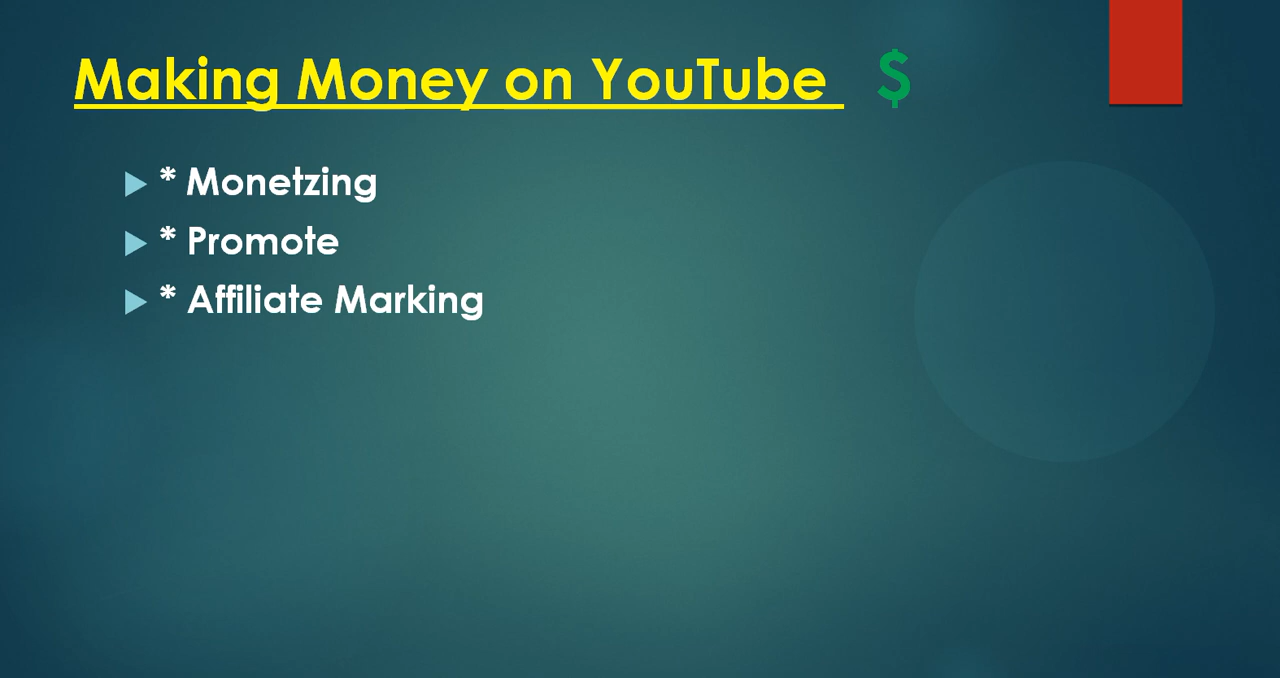 Making Money on YouTube $
* Monetzing
* Promote
* Affiliate Marking